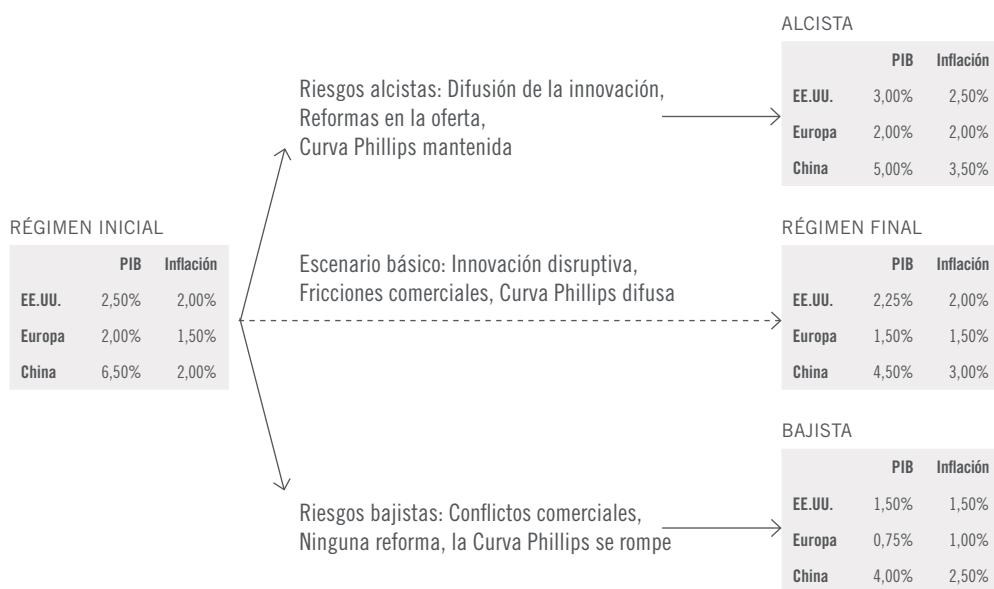 ALCISTA
PIB Inflación
EE.UU. 3,00% 2,50%
Europa 2,00% 2,00%
China 5,00% 3,50%
Riesgos alcistas: Difusión de la innovación,
Reformas en la oferta,
Curva Phillips mantenida
RÉGIMEN INICIAL
PIB Inflación
EE.UU. 2,50% 2,00%
Europa 2,00% 1,50%
China 6,50% 2,00%
Escenario básico: Innovación disruptiva,
Fricciones comerciales, Curva Phillips difusa
RÉGIMEN FINAL
PIB Inflación
EE.UU. 2,25% 2,00%
Europa 1,50% 1,50%
China 4,50% 3,00%
Riesgos bajistas: Conflictos comerciales,
Ninguna reforma, la Curva Phillips se rompe
BAJISTA
PIB Inflación
EE.UU. 1,50% 1,50%
Europa 0,75% 1,00%
China 4,00% 2,50%